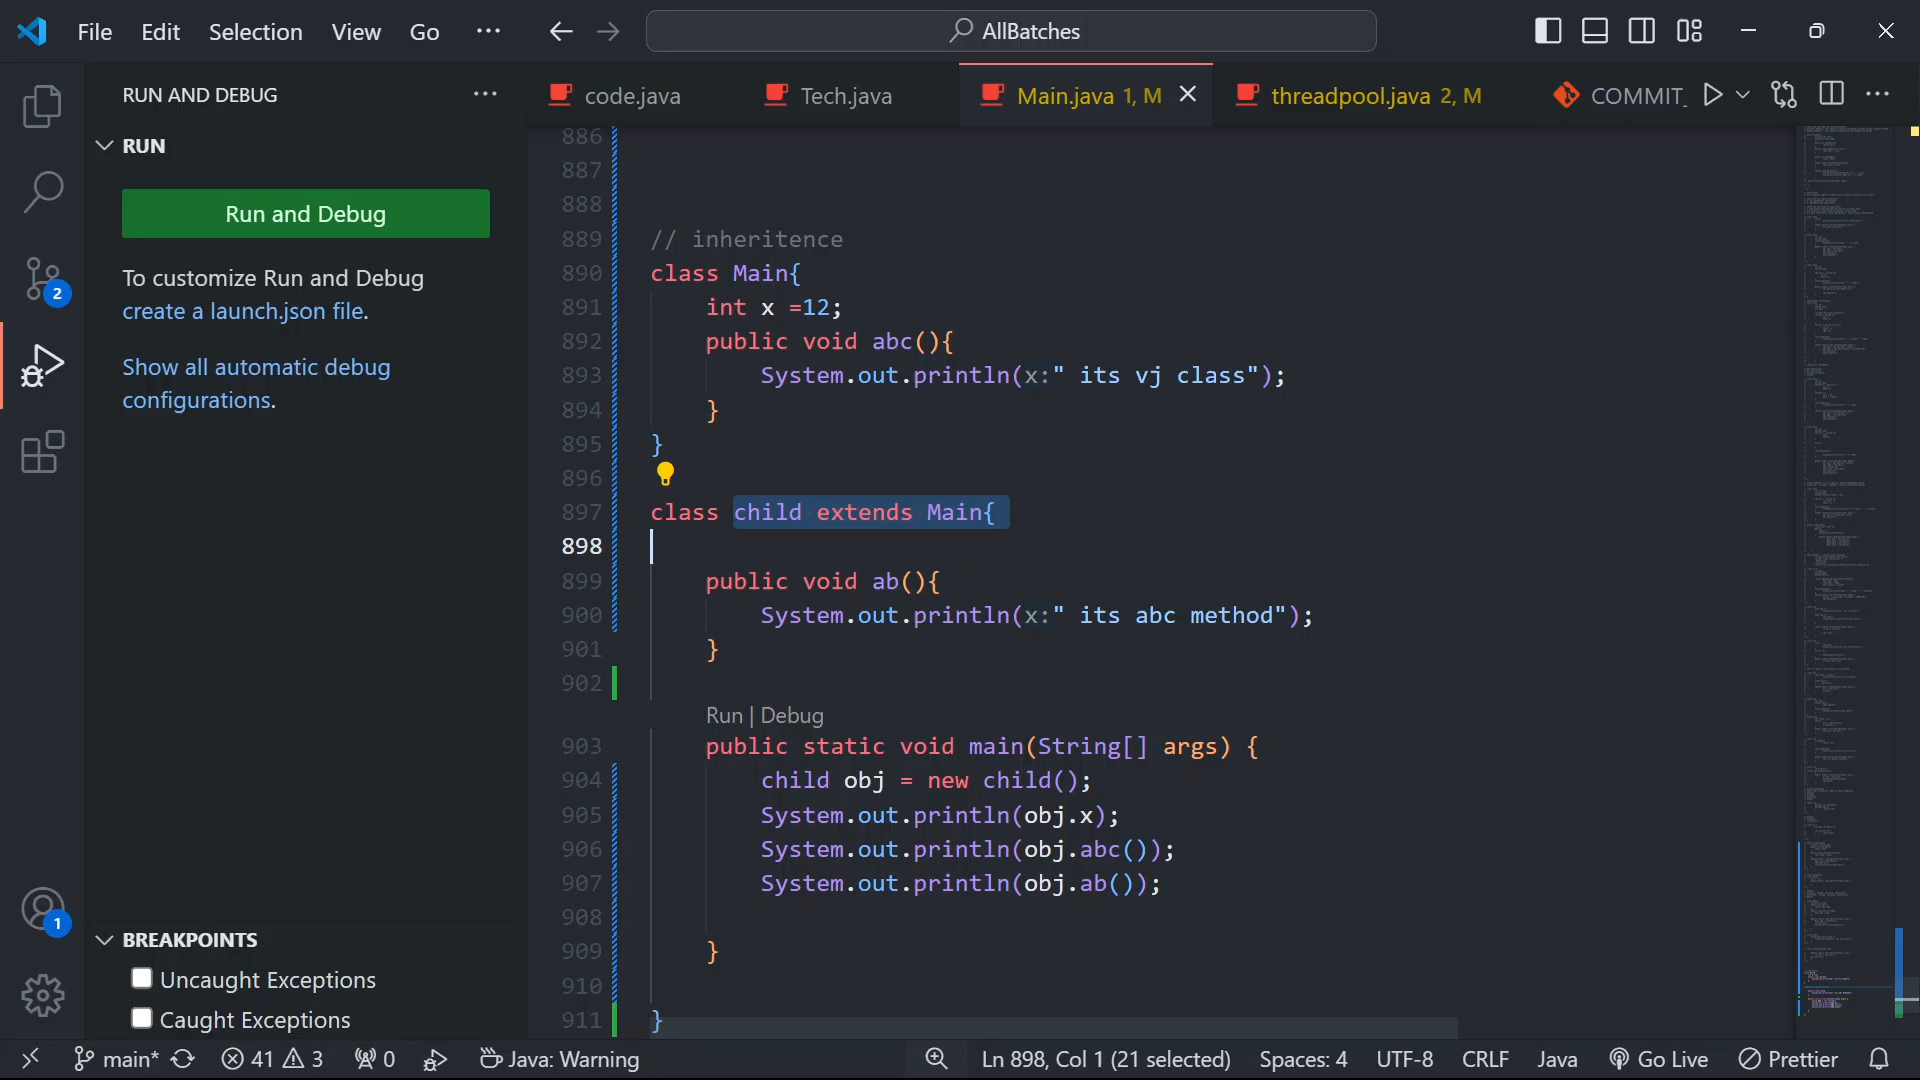 File Edit Selection View Go ··· AllBatches
RUN AND DEBUG ···
code.java Tech.java Main.java 1, M threadpool.java 2, M COMMIT_ ···
RUN
Run and Debug
To customize Run and Debug
create a launch.json file.
Show all automatic debug
configurations.
2
1
BREAKPOINTS
Uncaught Exceptions
Caught Exceptions
886
887
888
889 // inheritence
890 class Main{
891 int x =12;
892 public void abc(){
893 System.out.println(x:" its vj class");
894 }
895 }
896
897 class child extends Main{
898
899 public void ab(){
900 System.out.println(x:" its abc method");
901 }
902
Run | Debug
903 public static void main(String[] args) {
904 child obj = new child();
905 System.out.println(obj.x);
906 System.out.println(obj.abc());
907 System.out.println(obj.ab());
908
909 }
910
911 }
main* 41 3 0 Java: Warning Ln 898, Col 1 (21 selected) Spaces: 4 UTF-8 CRLF Java Go Live Prettier